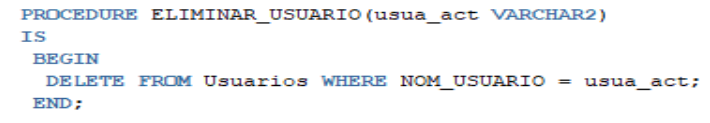 PROCEDURE ELIMINAR_USUARIO(usua_act VARCHAR2)
IS
BEGIN
DELETE FROM Usuarios WHERE NOM_USUARIO = usua_act;
END;